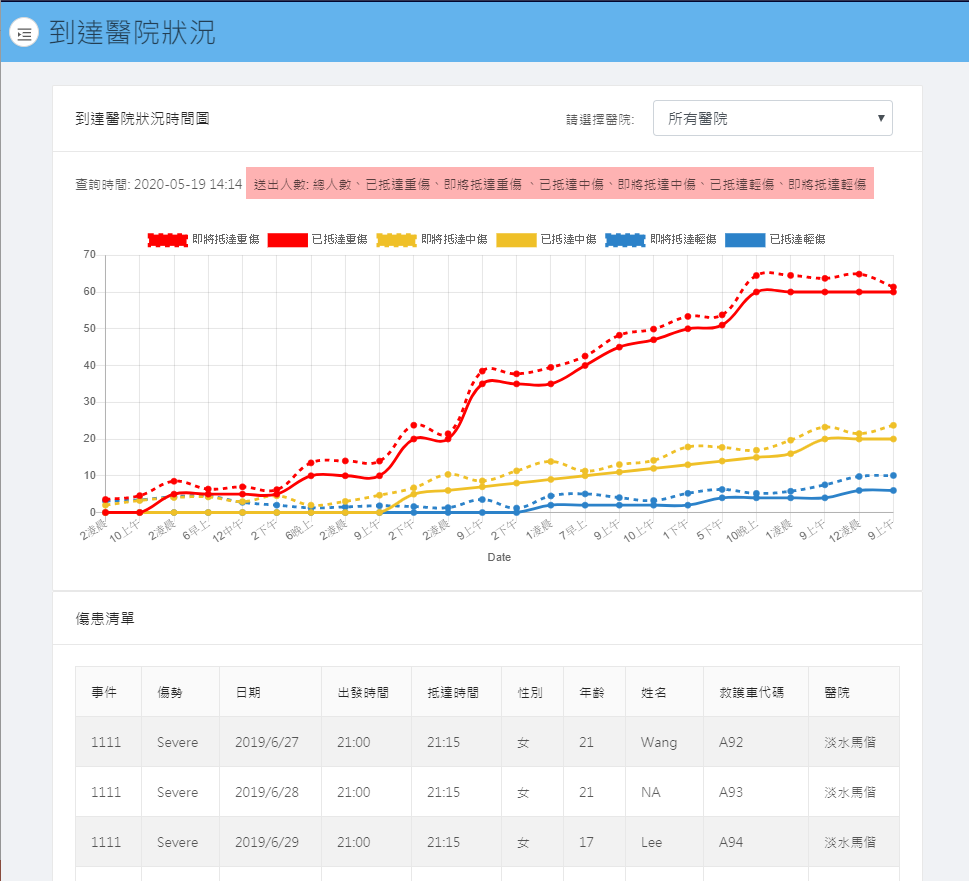 到達醫院狀況
到達醫院狀況時間圖
請選擇醫院: 所有醫院
查詢時間: 2020-05-19 14:14 送出人數: 總人數、已抵達重傷、即將抵達重傷 、已抵達中傷、即將抵達中傷、已抵達輕傷、即將抵達輕傷
即將抵達重傷 已抵達重傷 即將抵達中傷 已抵達中傷 即將抵達輕傷 已抵達輕傷
70
60
50
40
30
20
10
0
2凌晨 10上午 2凌晨 6早上 12中午 2下午 6晚上 2凌晨 9上午 2下午 2凌晨 9上午 2下午 1凌晨 7早上 9上午 10上午 1下午 5下午 10晚上 1凌晨 9上午 12凌晨 9上午
Date
傷患清單
事件 傷勢 日期 出發時間 抵達時間 性別 年齡 姓名 救護車代碼 醫院
1111 Severe 2019/6/27 21:00 21:15 女 21 Wang A92 淡水馬偕
1111 Severe 2019/6/28 21:00 21:15 女 21 NA A93 淡水馬偕
1111 Severe 2019/6/29 21:00 21:15 女 17 Lee A94 淡水馬偕